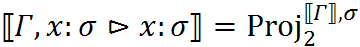 ⟦Γ, x: σ ⊳ x: σ⟧ = Proj₂^{⟦Γ⟧,σ}